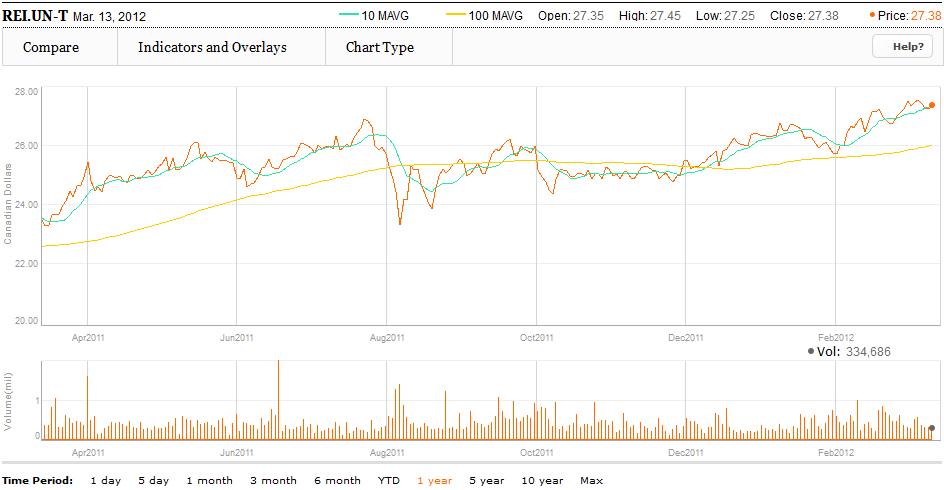 REI.UN-T Mar. 13, 2012 10 MAVG 100 MAVG Open: 27.35 High: 27.45 Low: 27.25 Close: 27.38 Price: 27.38
Compare Indicators and Overlays Chart Type Help?
28.00
26.00
24.00
22.00
20.00
Canadian Dollars
Apr2011 Jun2011 Aug2011 Oct2011 Dec2011 Feb2012
Vol: 334,686
1
0
Volume(mil)
Apr2011 Jun2011 Aug2011 Oct2011 Dec2011 Feb2012
Time Period: 1 day 5 day 1 month 3 month 6 month YTD 1 year 5 year 10 year Max